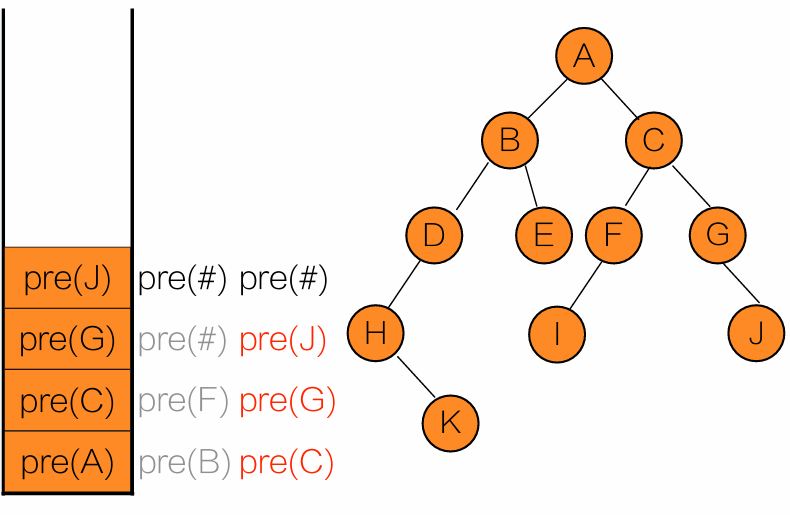 A
B C
D E F G
pre(J) pre(#) pre(#)
pre(G) pre(#) pre(J) H I J
pre(C) pre(F) pre(G)
K
pre(A) pre(B) pre(C)